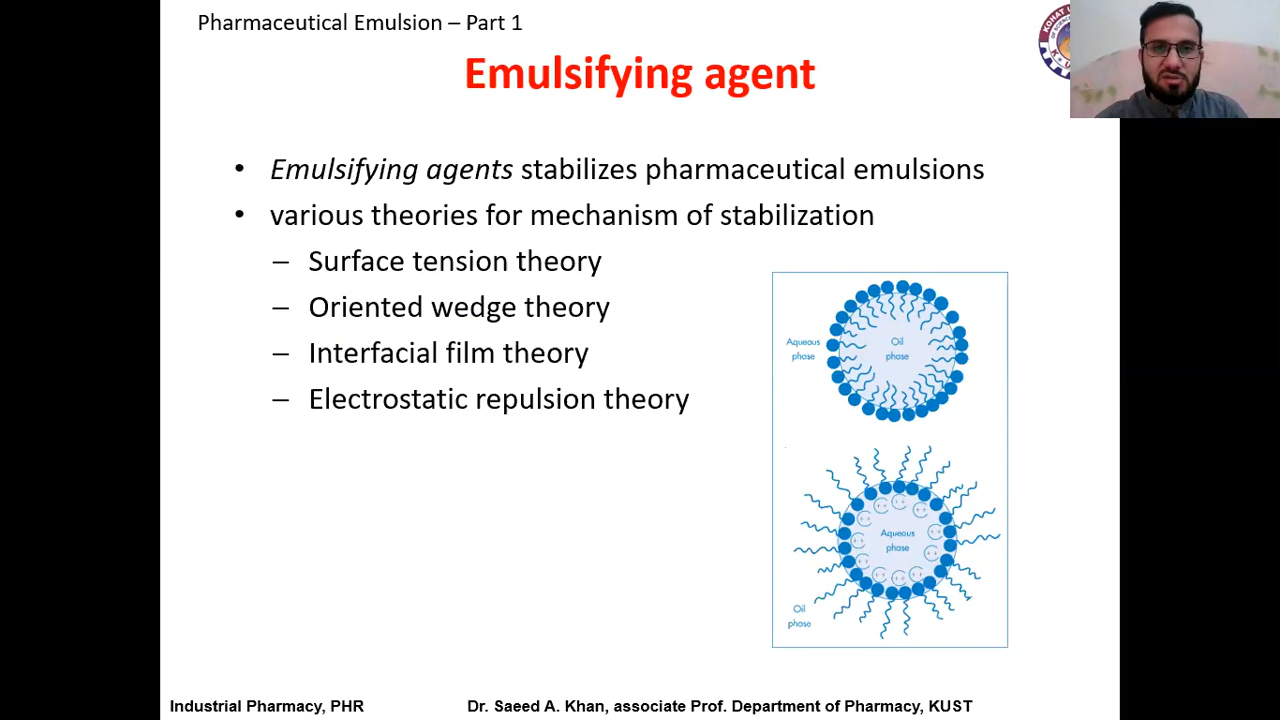 Pharmaceutical Emulsion – Part 1
Emulsifying agent
• Emulsifying agents stabilizes pharmaceutical emulsions
• various theories for mechanism of stabilization
– Surface tension theory
– Oriented wedge theory
– Interfacial film theory
– Electrostatic repulsion theory
Aqueous
phase
Oil
phase
Aqueous
phase
Oil
phase
KOHAT
Industrial Pharmacy, PHR
Dr. Saeed A. Khan, associate Prof. Department of Pharmacy, KUST